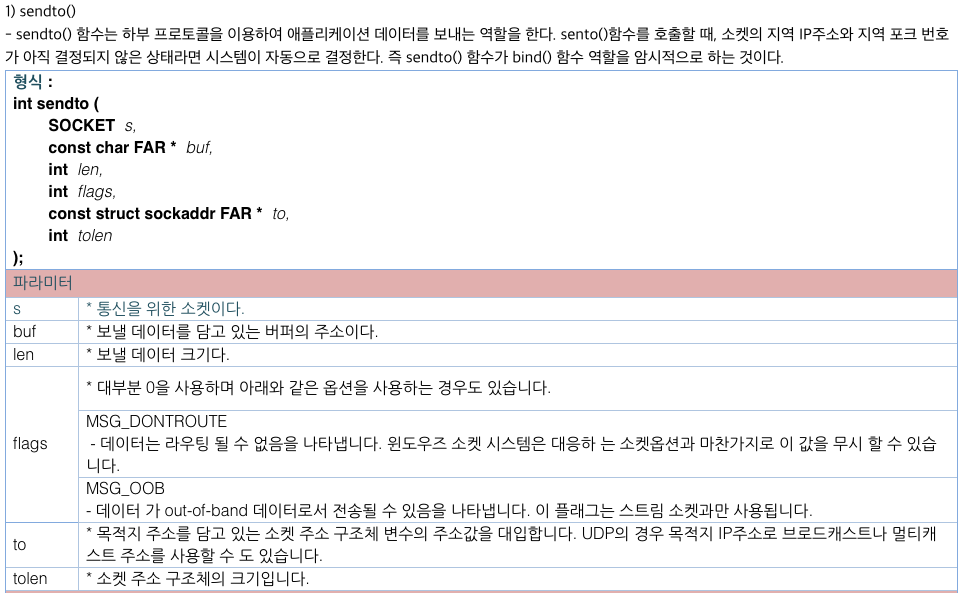 1) sendto()
- sendto() 함수는 하부 프로토콜을 이용하여 애플리케이션 데이터를 보내는 역할을 한다. sento()함수를 호출할 때, 소켓의 지역 IP주소와 지역 포크 번호
가 아직 결정되지 않은 상태라면 시스템이 자동으로 결정한다. 즉 sendto() 함수가 bind() 함수 역할을 암시적으로 하는 것이다.
형식 :
int sendto (
SOCKET s,
const char FAR * buf,
int len,
int flags,
const struct sockaddr FAR * to,
int tolen
);
파라미터
s * 통신을 위한 소켓이다.
buf * 보낼 데이터를 담고 있는 버퍼의 주소이다.
len * 보낼 데이터 크기다.
* 대부분 0을 사용하며 아래와 같은 옵션을 사용하는 경우도 있습니다.
MSG_DONTROUTE
flags - 데이터는 라우팅 될 수 없음을 나타냅니다. 윈도우즈 소켓 시스템은 대응하 는 소켓옵션과 마찬가지로 이 값을 무시 할 수 있습
니다.
MSG_OOB
- 데이터 가 out-of-band 데이터로서 전송될 수 있음을 나타냅니다. 이 플래그는 스트림 소켓과만 사용됩니다.
to * 목적지 주소를 담고 있는 소켓 주소 구조체 변수의 주소값을 대입합니다. UDP의 경우 목적지 IP주소로 브로드캐스트나 멀티캐
스트 주소를 사용할 수 도 있습니다.
tolen * 소켓 주소 구조체의 크기입니다.